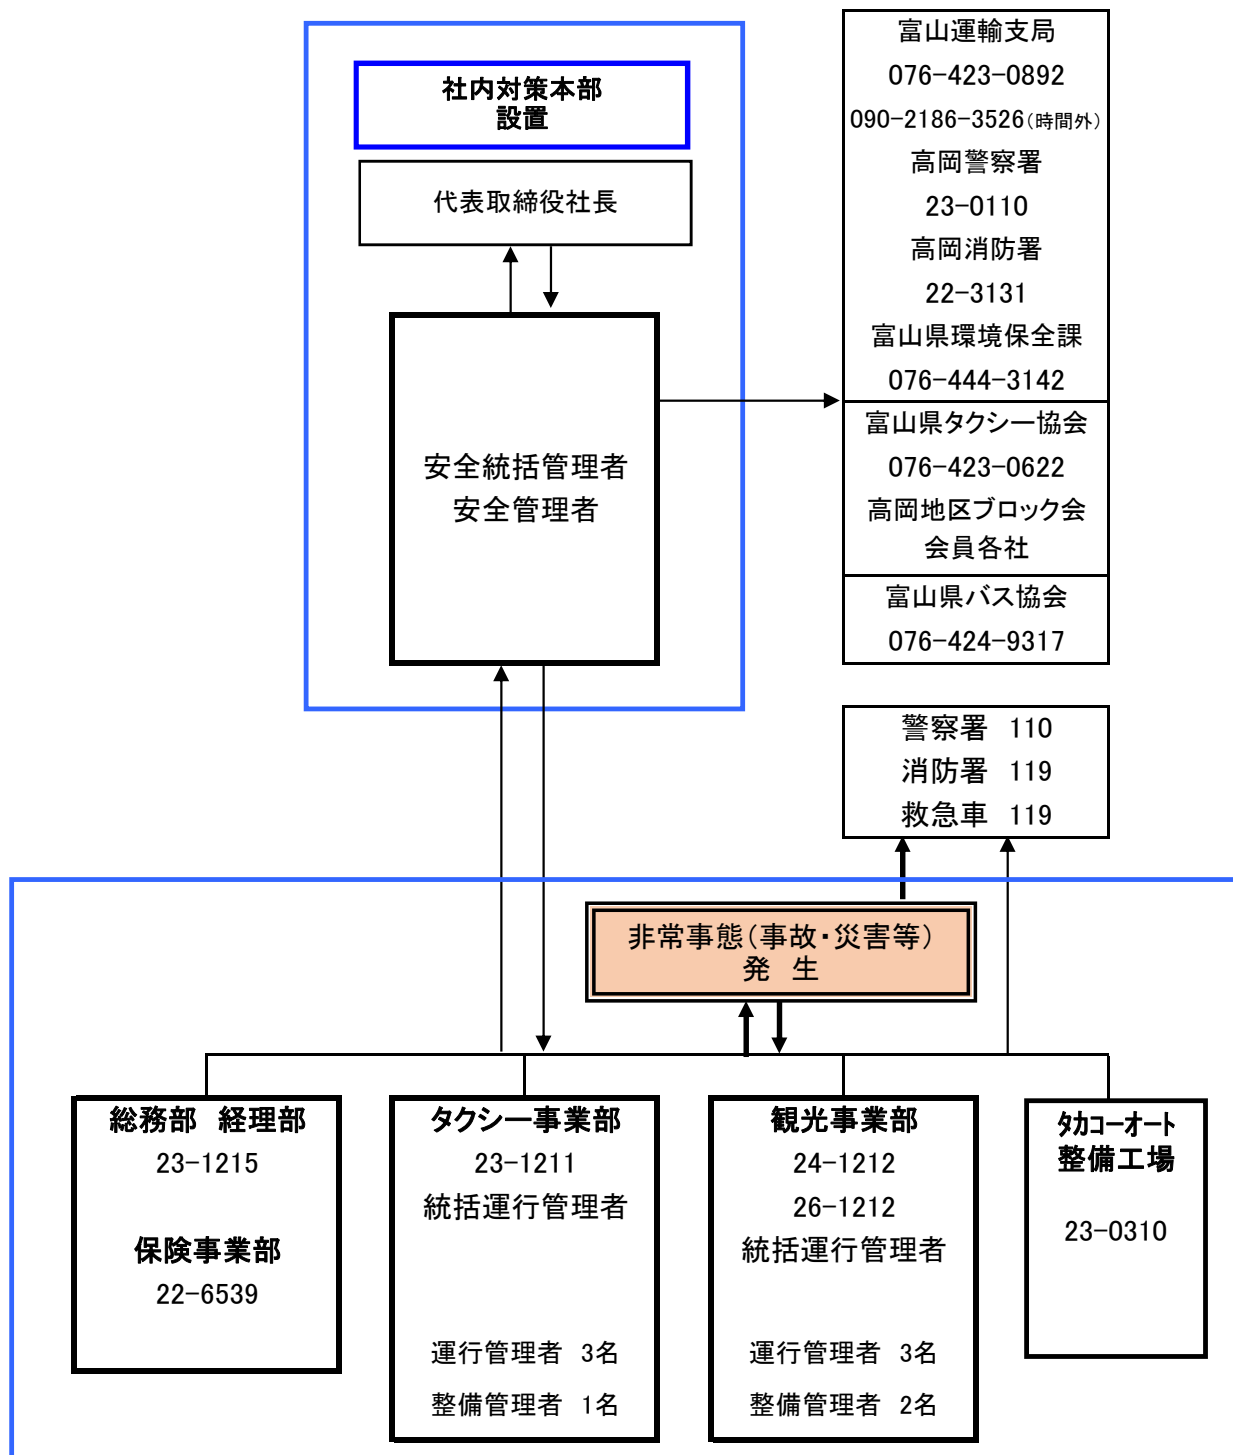 社内対策本部
設置
代表取締役社長
安全統括管理者
安全管理者
富山運輸支局
076-423-0892
090-2186-3526(時間外)
高岡警察署
23-0110
高岡消防署
22-3131
富山県環境保全課
076-444-3142
富山県タクシー協会
076-423-0622
高岡地区ブロック会
会員各社
富山県バス協会
076-424-9317
警察署 110
消防署 119
救急車 119
非常事態(事故・災害等)
発 生
総務部 経理部
23-1215
保険事業部
22-6539
タクシー事業部
23-1211
統括運行管理者
運行管理者 3名
整備管理者 1名
観光事業部
24-1212
26-1212
統括運行管理者
運行管理者 3名
整備管理者 2名
タカコーオート
整備工場
23-0310